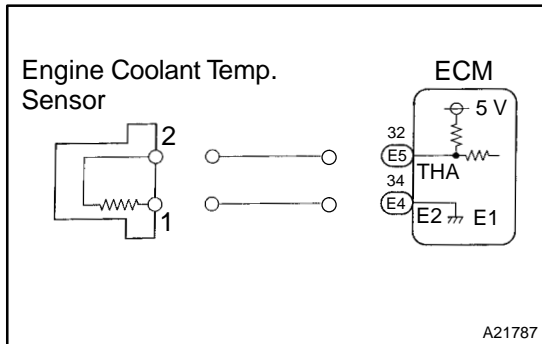 Engine Coolant Temp.
Sensor
ECM
2
1
5 V
32
E5
THA
34
E4
E2
E1
A21787